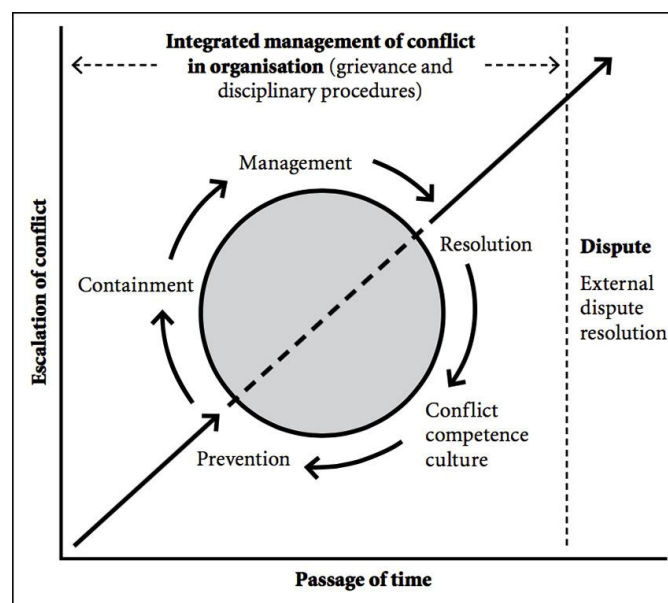 Integrated management of conflict
in organisation (grievance and
disciplinary procedures)
Management
Resolution
Containment
Dispute
External
dispute
resolution
Conflict
competence
culture
Prevention
Escalation of conflict
Passage of time